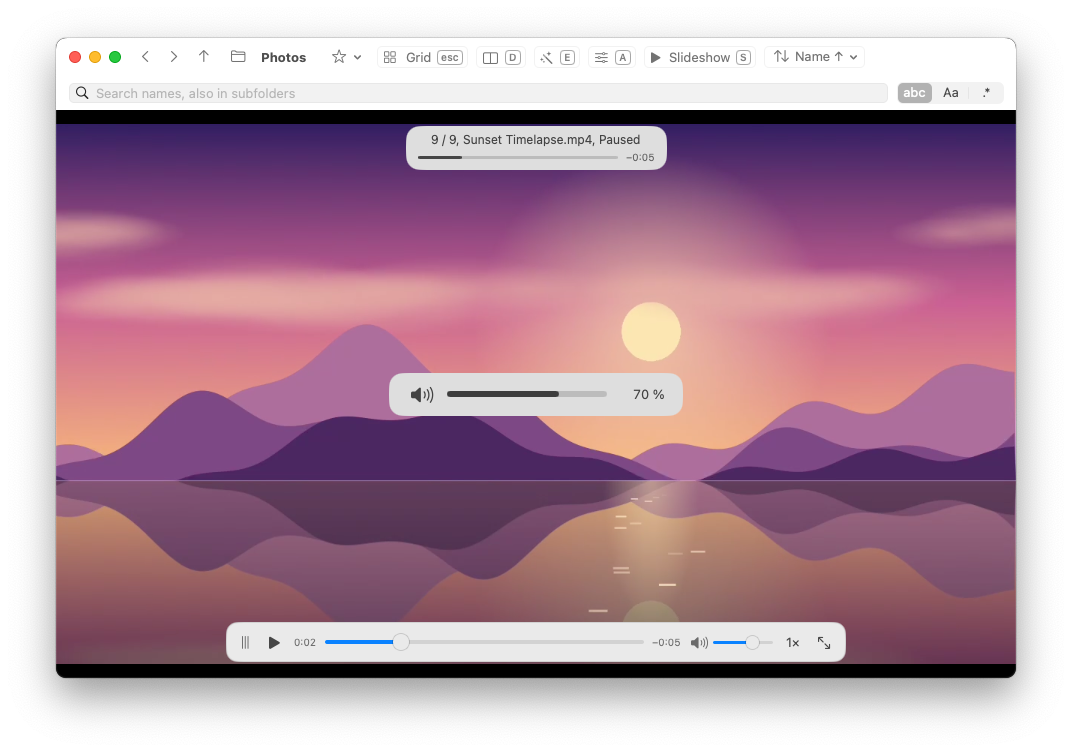 Photos Grid esc D E A Slideshow S Name ↑
Search names, also in subfolders abc Aa .*
9 / 9, Sunset Timelapse.mp4, Paused
−0:05
70 %
0:02 −0:05 1×